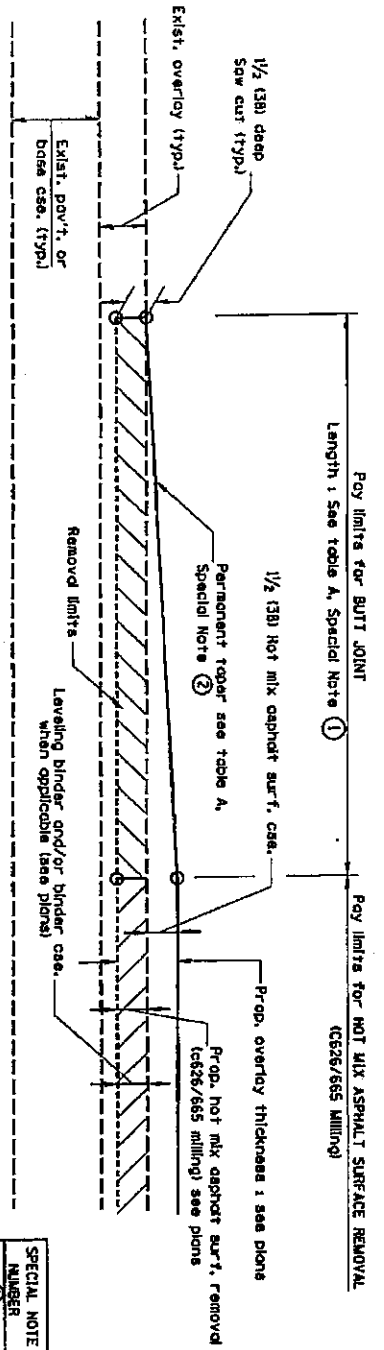 Pay limits for BUTT JOINT
Length : See table A, Special Note ①
Pay limits for HOT MIX ASPHALT SURFACE REMOVAL
(C626/665 Milling)
1½ (38) deep
Saw cut (typ.)
Exist. overlay (typ.)
Exist. pav't. or
base cse. (typ.)
Permanent taper see table A,
Special Note ②
1½ (38) Hot mix asphalt surf. cse.
Prop. overlay thickness : see plans
Prop. hot mix asphalt surf. removal
(c626/665 milling) see plans
Removal limits
Leveling binder and/or binder cse.
when applicable (see plans)
SPECIAL NOTE
NUMBER